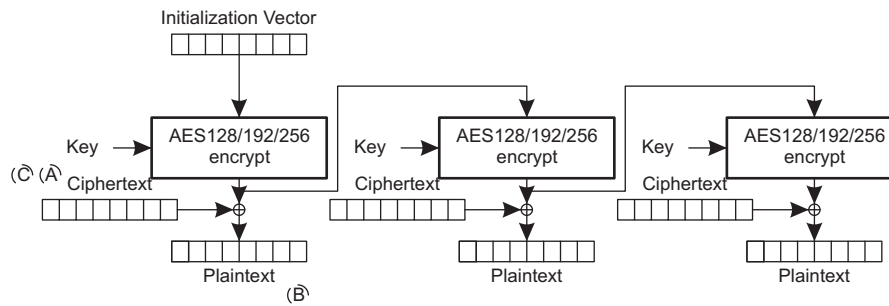 Initialization Vector
AES128/192/256
encrypt
AES128/192/256
encrypt
AES128/192/256
encrypt
Key
Key
Key
(C) (A)
Ciphertext
Ciphertext
Ciphertext
Plaintext
Plaintext
Plaintext
(B)